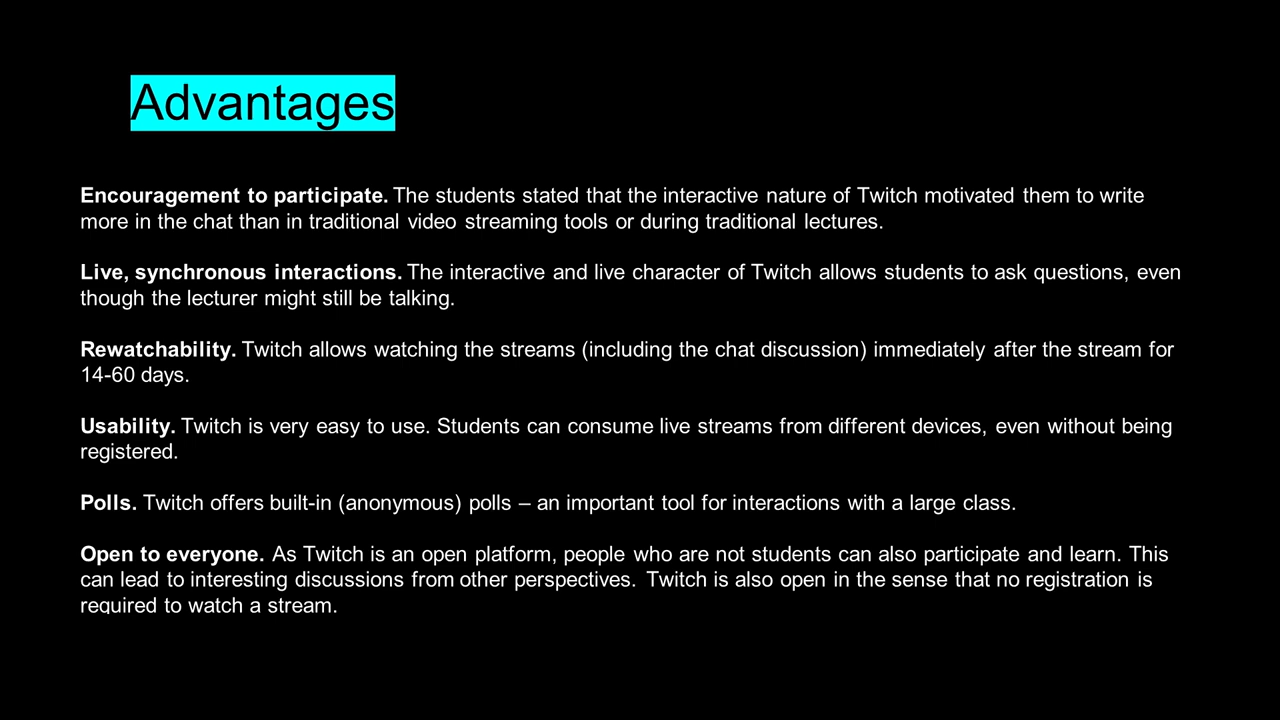 Advantages
Encouragement to participate. The students stated that the interactive nature of Twitch motivated them to write
more in the chat than in traditional video streaming tools or during traditional lectures.
Live, synchronous interactions. The interactive and live character of Twitch allows students to ask questions, even
though the lecturer might still be talking.
Rewatchability. Twitch allows watching the streams (including the chat discussion) immediately after the stream for
14-60 days.
Usability. Twitch is very easy to use. Students can consume live streams from different devices, even without being
registered.
Polls. Twitch offers built-in (anonymous) polls – an important tool for interactions with a large class.
Open to everyone. As Twitch is an open platform, people who are not students can also participate and learn. This
can lead to interesting discussions from other perspectives. Twitch is also open in the sense that no registration is
required to watch a stream.